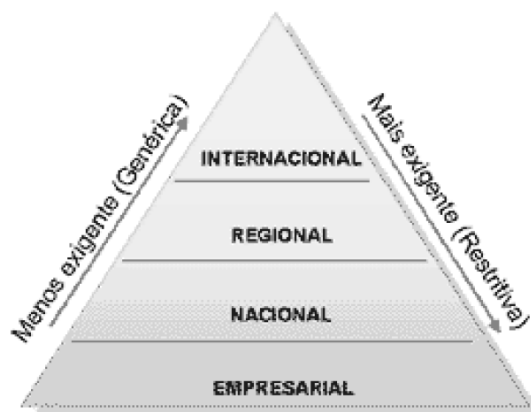 Menos exigente (Genérica)
Mais exigente (Restritiva)
INTERNACIONAL
REGIONAL
NACIONAL
EMPRESARIAL